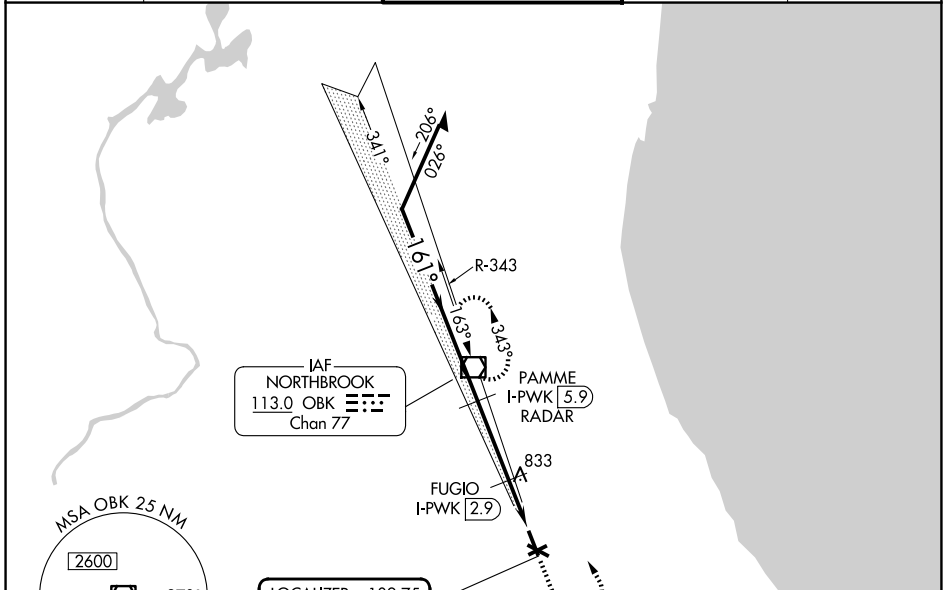 341°
206°
026°
161°
R-343
163°
343°
IAF
NORTHBROOK
113.0 OBK
Chan 77
PAMME
I-PWK 5.9
RADAR
833
FUGIO
I-PWK 2.9
MSA OBK 25 NM
2600
LOCALIZER